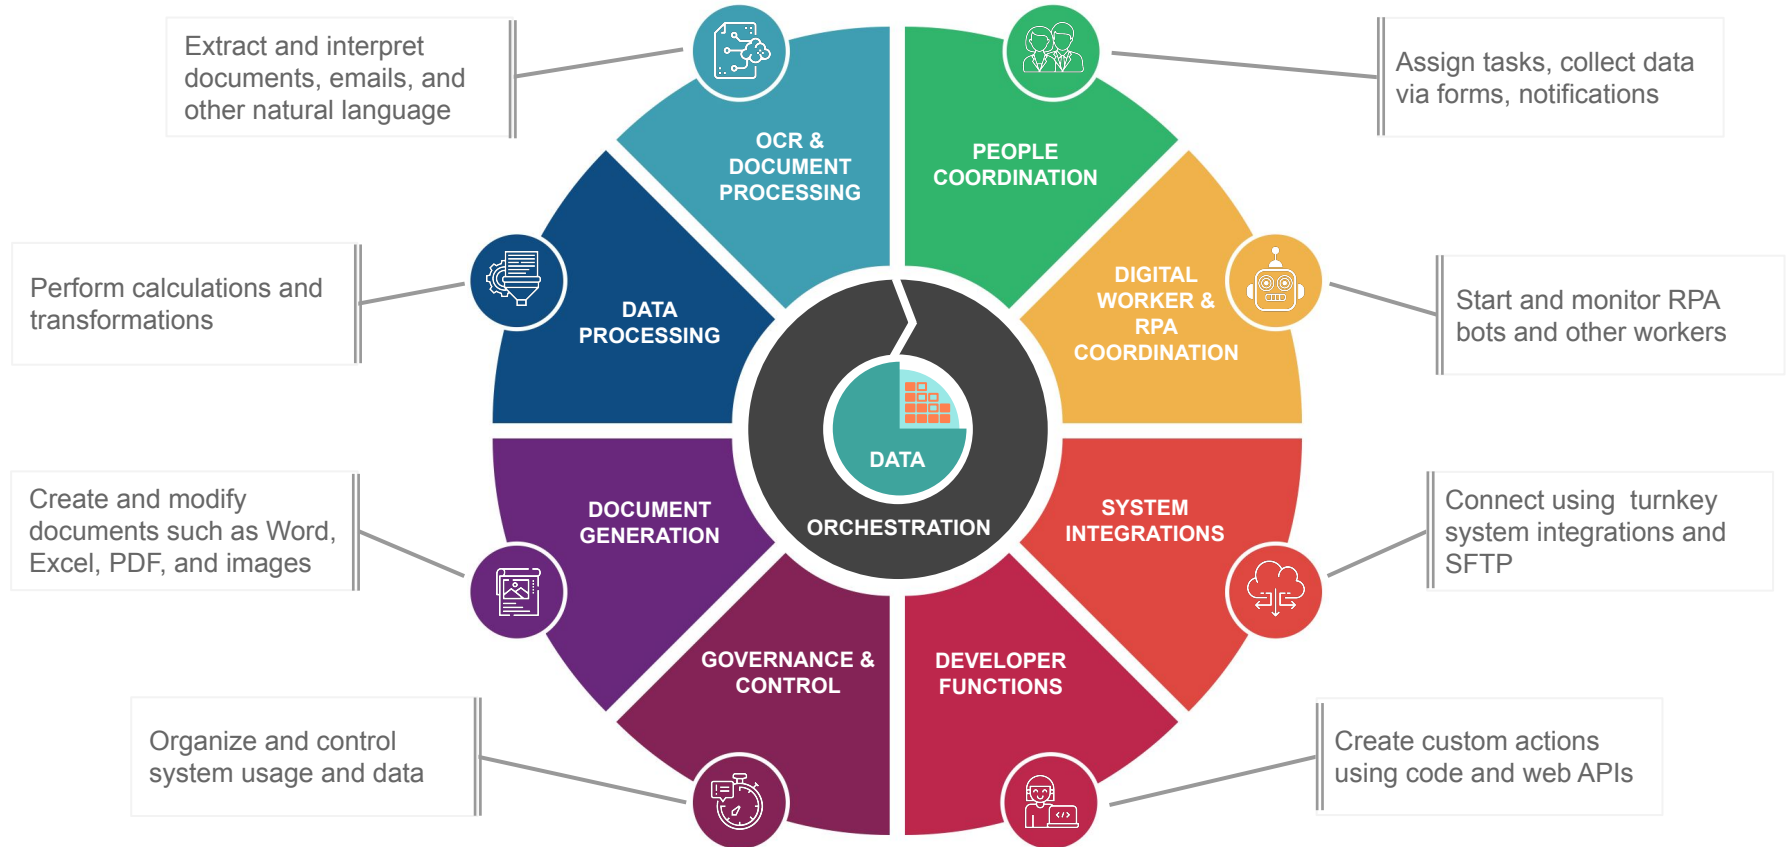 Extract and interpret
documents, emails, and
other natural language
Assign tasks, collect data
via forms, notifications
OCR &
DOCUMENT
PROCESSING
PEOPLE
COORDINATION
Perform calculations and
transformations
DATA
PROCESSING
DIGITAL
WORKER &
RPA
COORDINATION
Start and monitor RPA
bots and other workers
DATA
ORCHESTRATION
Create and modify
documents such as Word,
Excel, PDF, and images
DOCUMENT
GENERATION
SYSTEM
INTEGRATIONS
Connect using  turnkey
system integrations and
SFTP
Organize and control
system usage and data
GOVERNANCE &
CONTROL
DEVELOPER
FUNCTIONS
Create custom actions
using code and web APIs